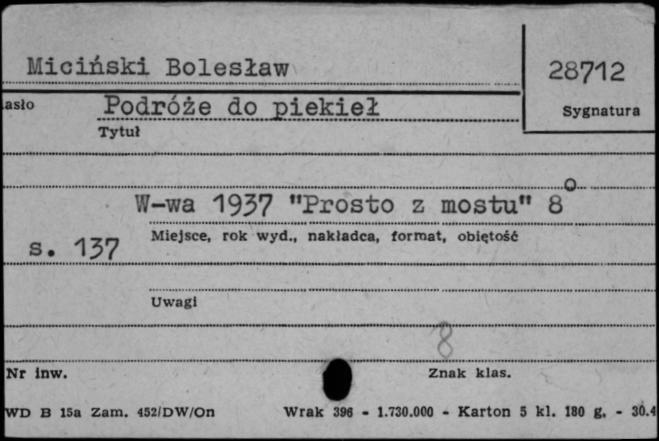 Miciński Bolesław
28712
asło
Podróże do piekieł
Sygnatura
Tytuł
W-wa 1937 "Prosto z mostu" 8°
Miejsce, rok wyd., nakładca, format, obiętość
s. 137
Uwagi
8
Nr inw.
Znak klas.
WD B 15a Zam. 452/DW/On Wrak 396 - 1.730.000 - Karton 5 kl. 180 g. - 30.4